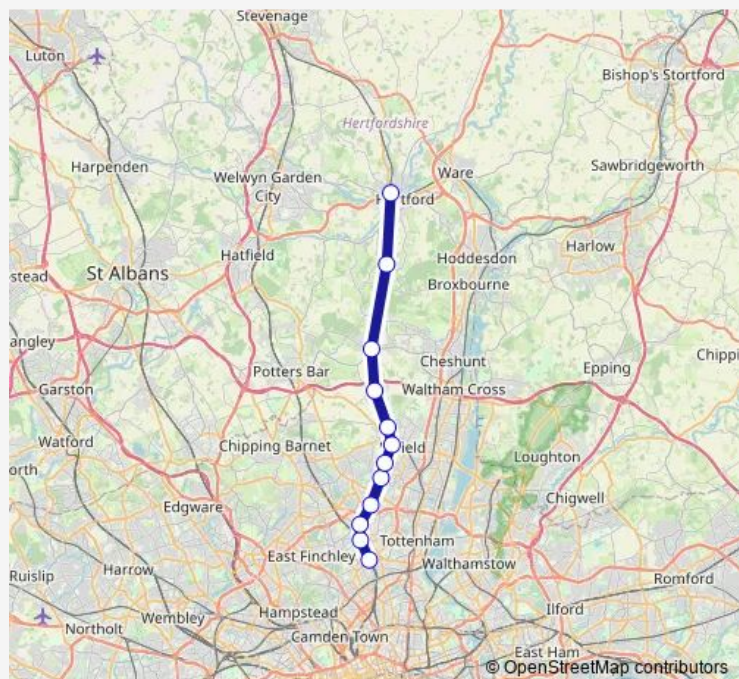 Stevenage
Luton
Bishop's Stortford
Hertfordshire
Harpenden
Ware
Sawbridgeworth
Welwyn Garden
City
Hertford
Hatfield
Harlow
stead
St Albans
Hoddesdon
Broxbourne
angley
Potters Bar
Cheshunt
Epping
Chippi
Garston
Waltham Cross
Watford
Chipping Barnet
field
Loughton
orth
Edgware
Chigwell
Tottenham
East Finchley
Walthamstow
Ruislip
Harrow
Romford
Hampstead
Ilford
Wembley
Northolt
Camden Town
East Ham
© OpenStreetMap contributors